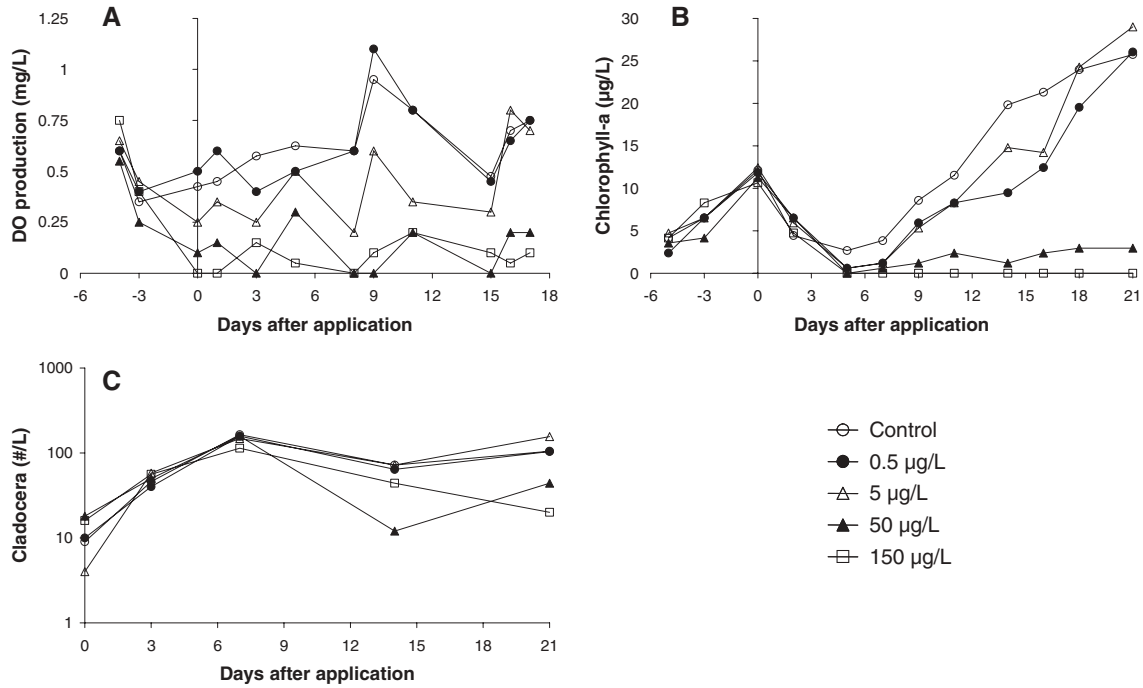 A
DO production (mg/L)
1.25
1
0.75
0.5
0.25
0
-6 -3 0 3 6 9 12 15 18
Days after application
B
Chlorophyll-a (µg/L)
30
25
20
15
10
5
0
-6 -3 0 3 6 9 12 15 18 21
Days after application
C
Cladocera (#/L)
1000
100
10
1
0 3 6 9 12 15 18 21
Days after application
Control
0.5 µg/L
5 µg/L
50 µg/L
150 µg/L